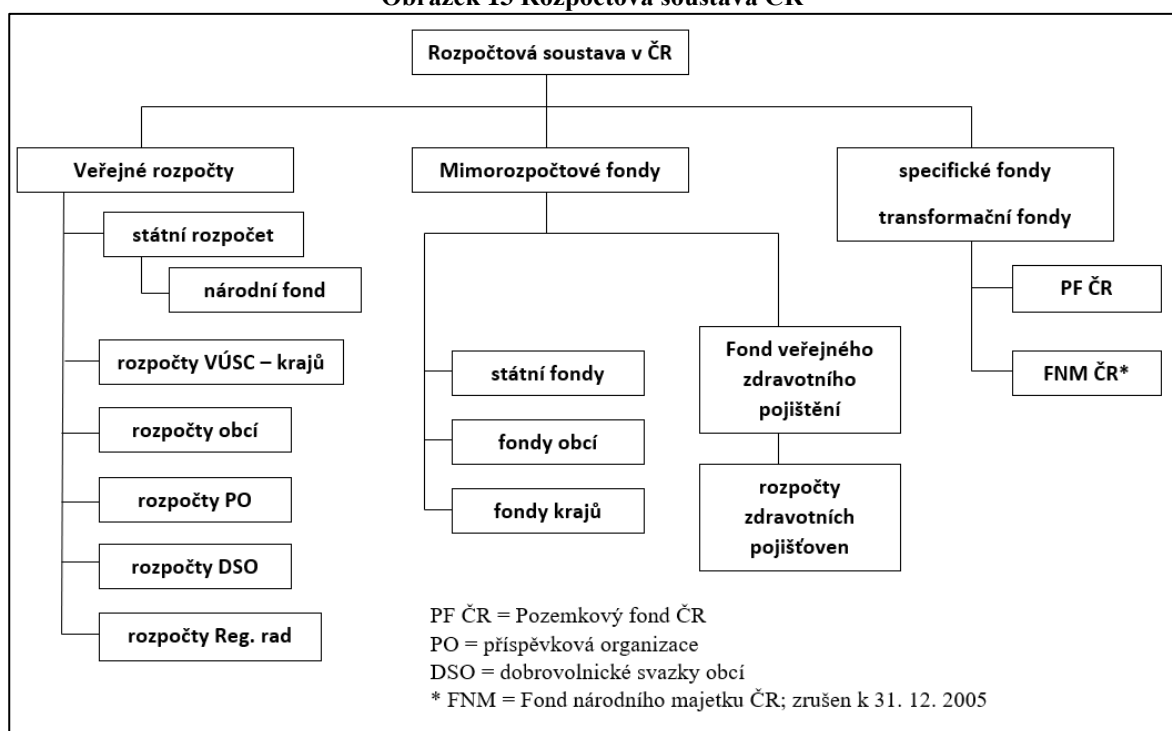 Obrázek 15 Rozpočtová soustava ČR
Rozpočtová soustava v ČR
Veřejné rozpočty
státní rozpočet
národní fond
rozpočty VÚSC – krajů
rozpočty obcí
rozpočty PO
rozpočty DSO
rozpočty Reg. rad
Mimorozpočtové fondy
státní fondy
fondy obcí
fondy krajů
Fond veřejného
zdravotního
pojištění
rozpočty
zdravotních
pojišťoven
specifické fondy
transformační fondy
PF ČR
FNM ČR*
PF ČR = Pozemkový fond ČR
PO = příspěvková organizace
DSO = dobrovolnické svazky obcí
* FNM = Fond národního majetku ČR; zrušen k 31. 12. 2005